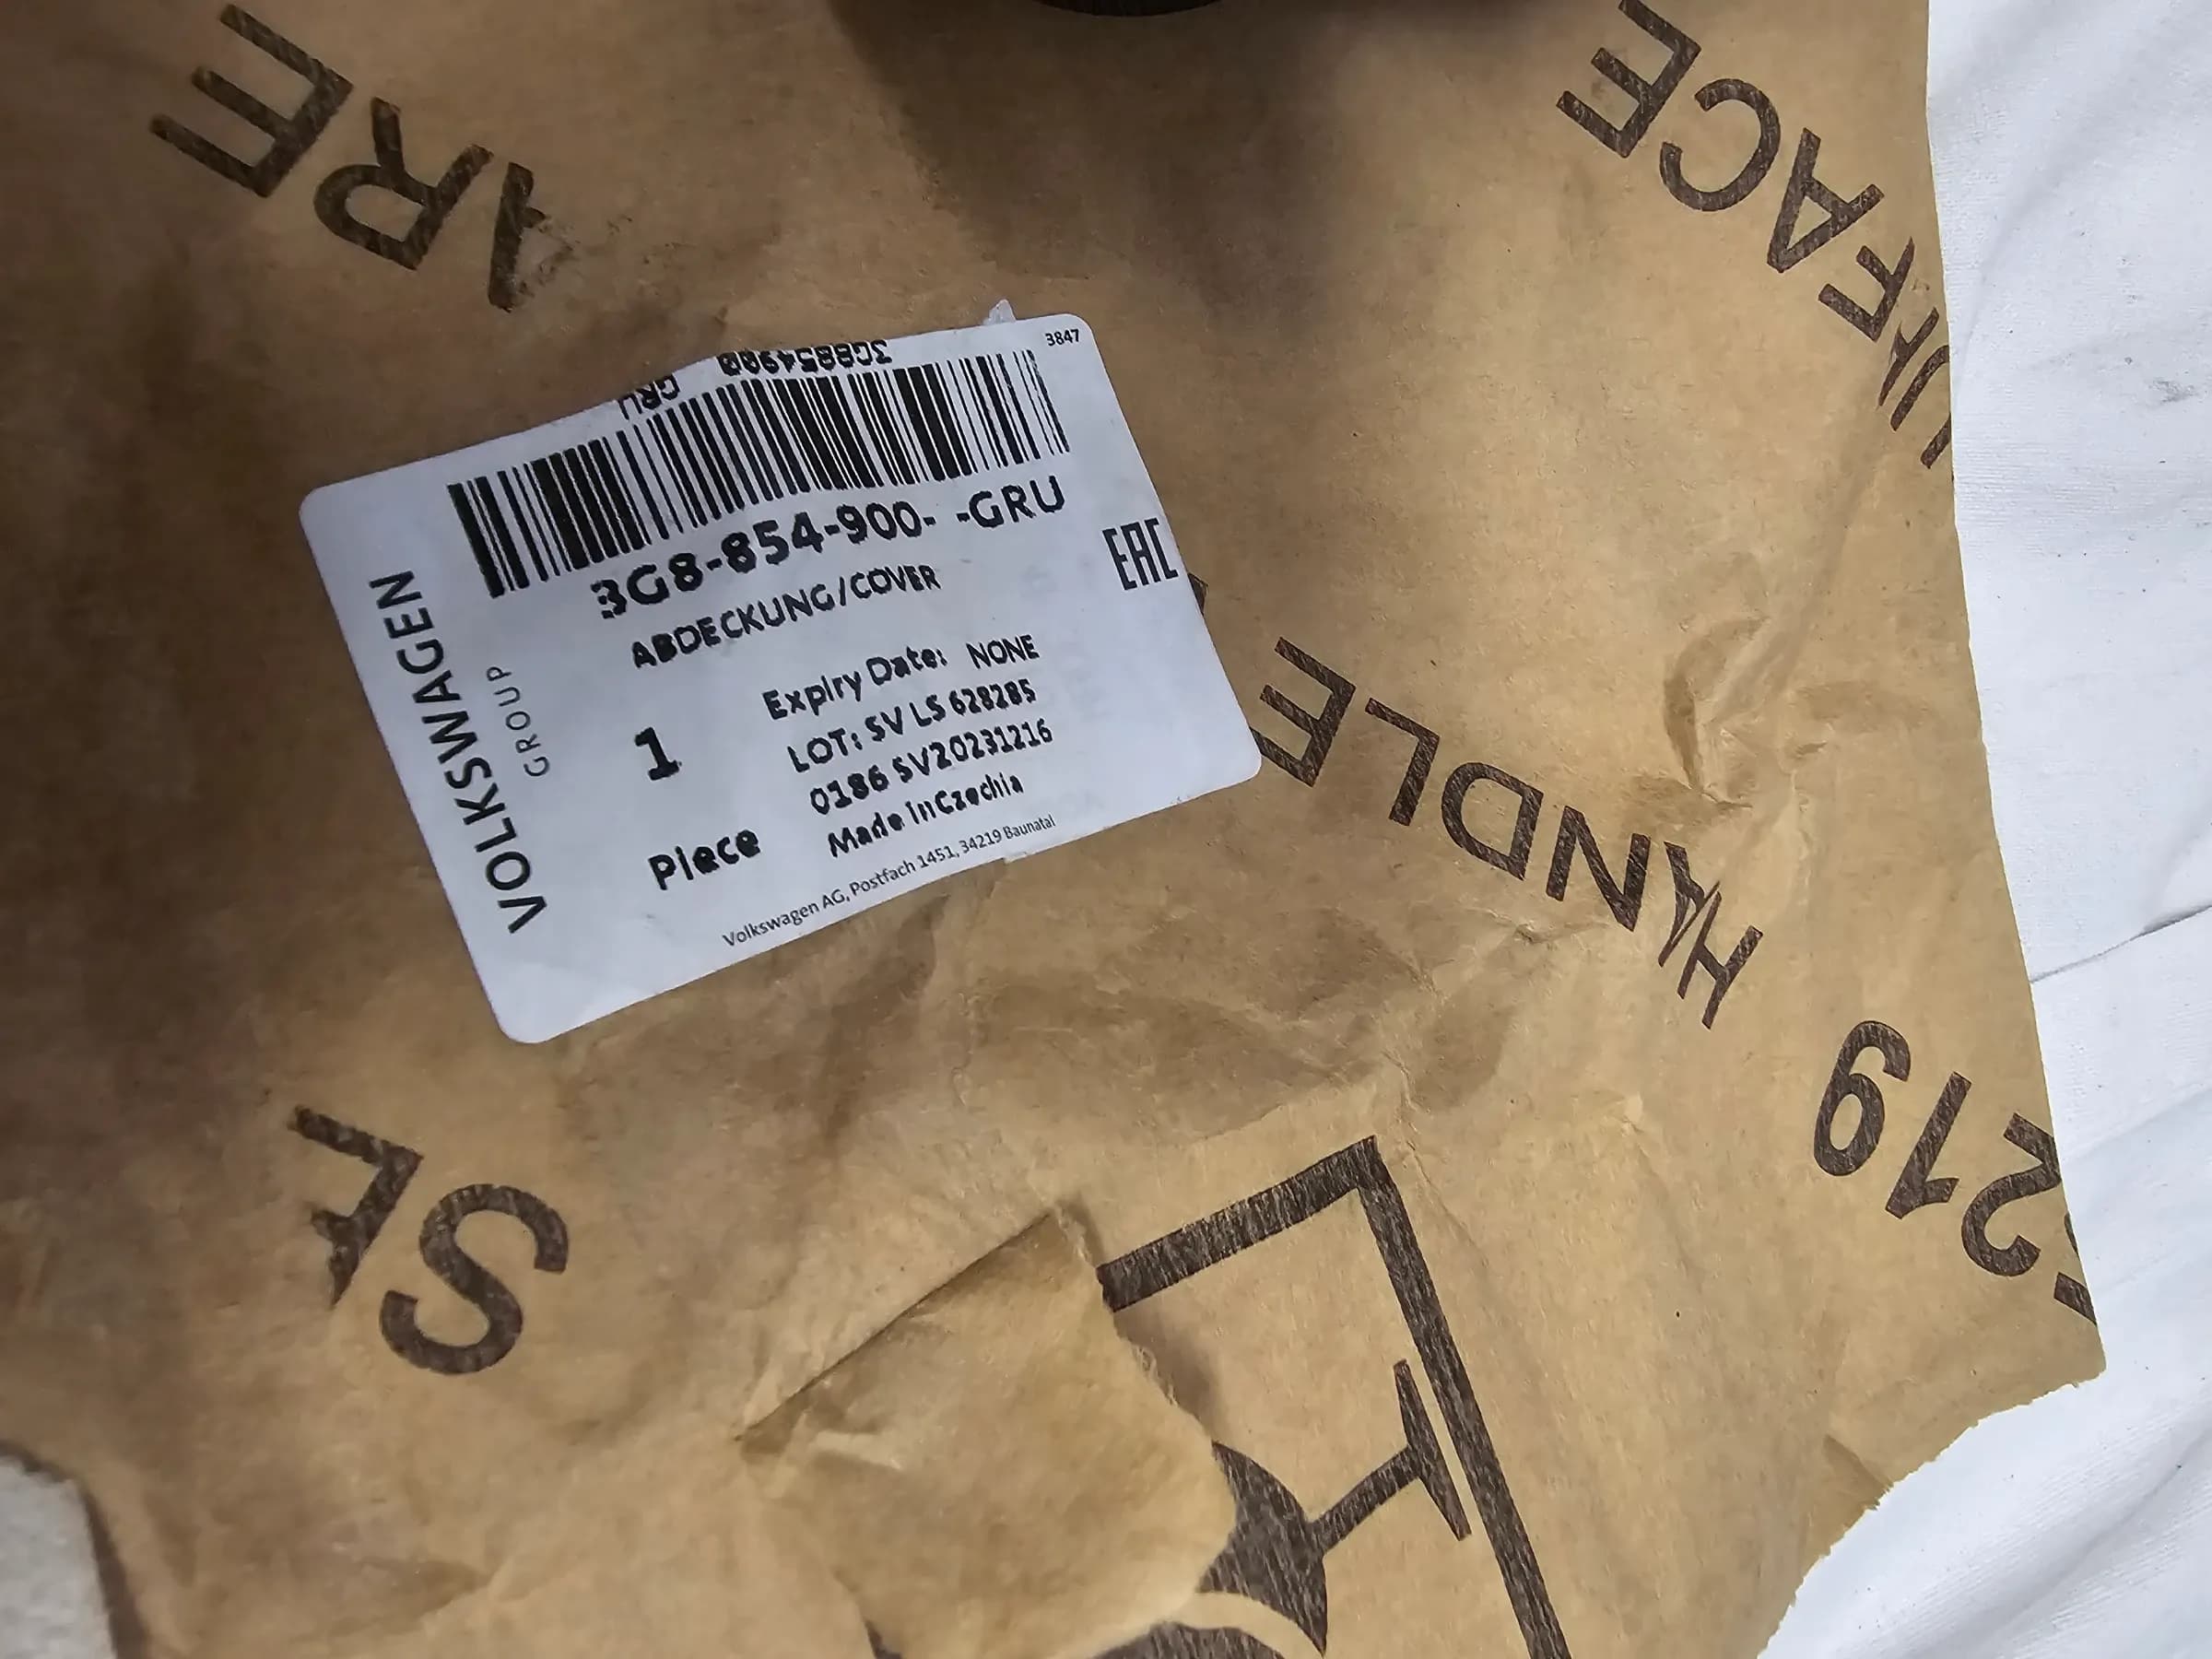 3847
3G8854900 GRU
3G8-854-900- -GRU
ABDECKUNG/COVER
EAC
VOLKSWAGEN
GROUP
1
Piece
Expiry Date: NONE
LOT: SV LS 628285
0186 SV20231216
Made in Czechia
Volkswagen AG, Postfach 1451, 34219 Baunatal
HANDLE
ARE
219
SE